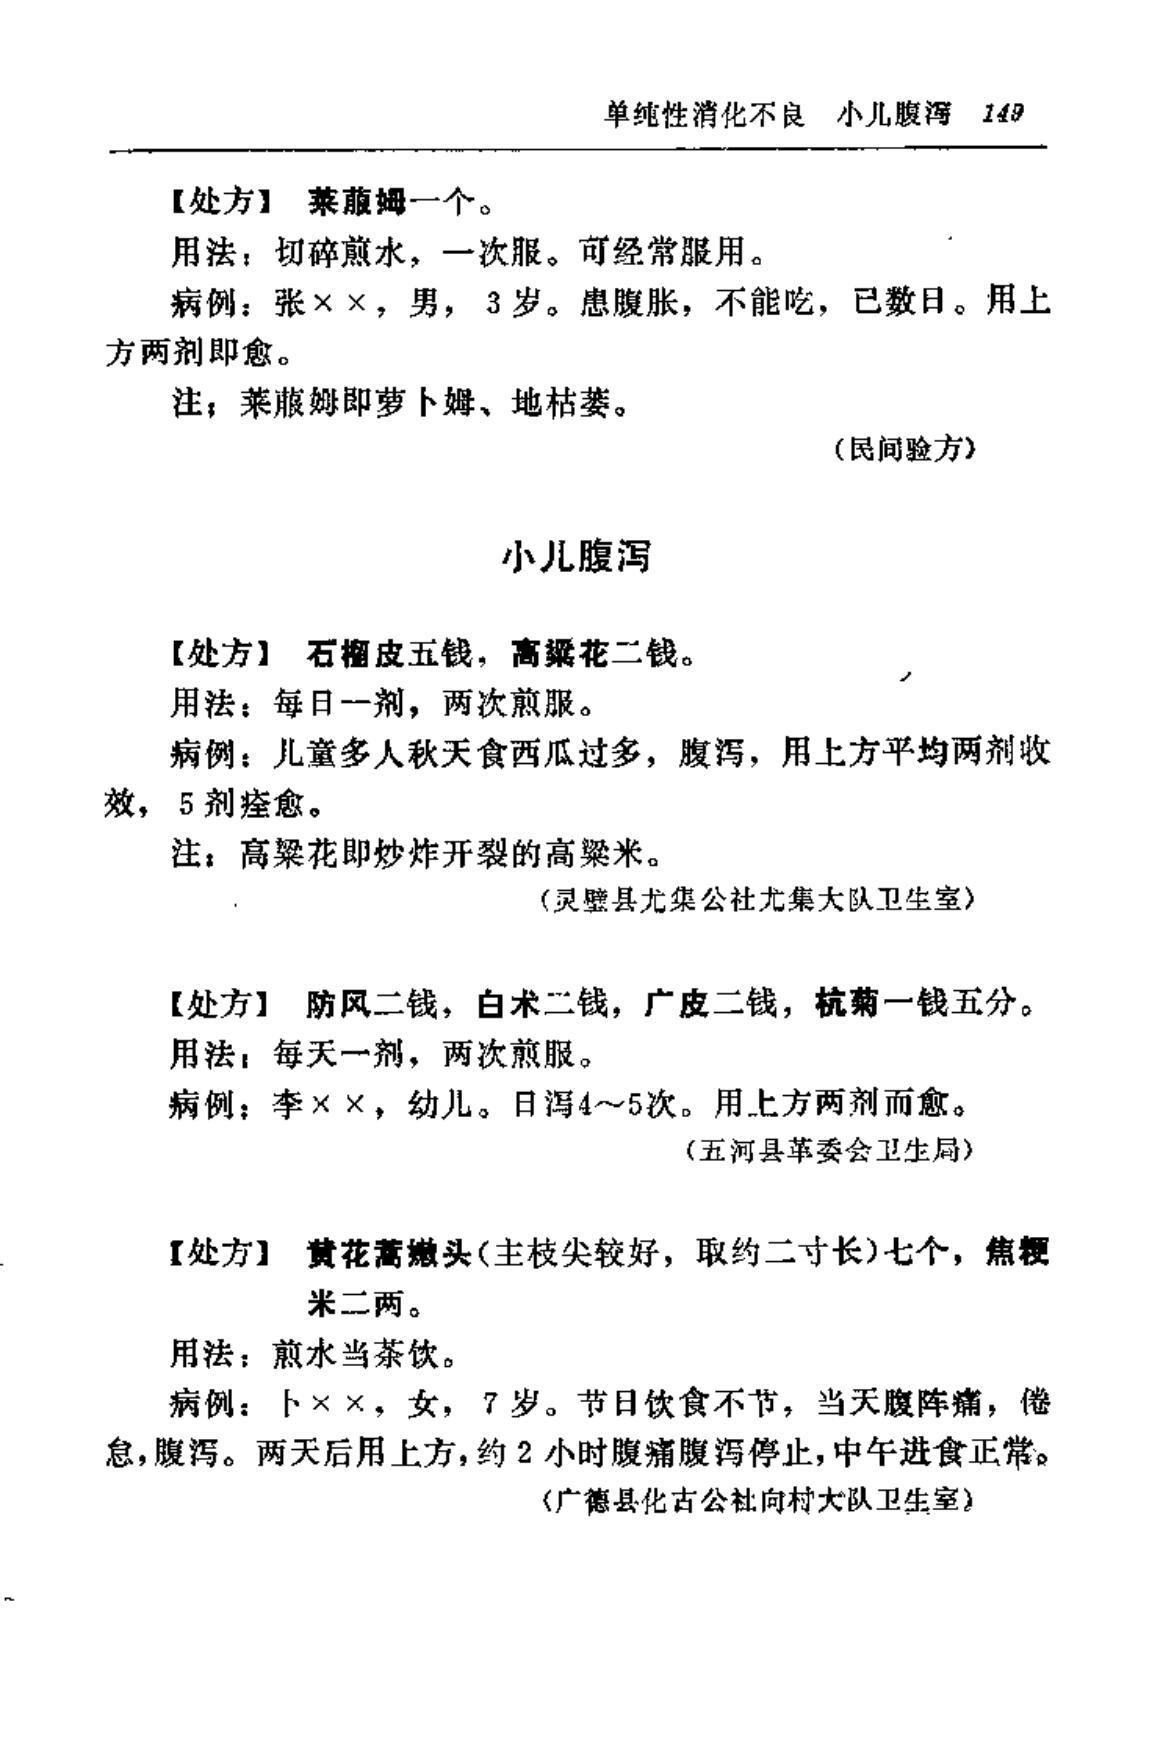 单纯性消化不良 小儿腹泻 149
【处方】 莱菔姆一个。
用法：切碎煎水，一次服。可经常服用。
病例：张××，男，3岁。患腹胀，不能吃，已数日。用上
方两剂即愈。
注：莱菔姆即萝卜姆、地枯蒌。
（民间验方）
小儿腹泻
【处方】 石榴皮五钱，高粱花二钱。
用法：每日一剂，两次煎服。
病例：儿童多人秋天食西瓜过多，腹泻，用上方平均两剂收
效，5剂痊愈。
注：高粱花即炒炸开裂的高粱米。
（灵璧县尤集公社尤集大队卫生室）
【处方】 防风二钱，白术二钱，广皮二钱，杭菊一钱五分。
用法：每天一剂，两次煎服。
病例：李××，幼儿。日泻4～5次。用上方两剂而愈。
（五河县革委会卫生局）
【处方】 黄花蒿嫩头(主枝尖较好，取约二寸长)七个，焦粳
米二两。
用法：煎水当茶饮。
病例：卜××，女，7岁。节日饮食不节，当天腹阵痛，倦
怠，腹泻。两天后用上方，约2小时腹痛腹泻停止，中午进食正常。
（广德县化古公社向村大队卫生室）